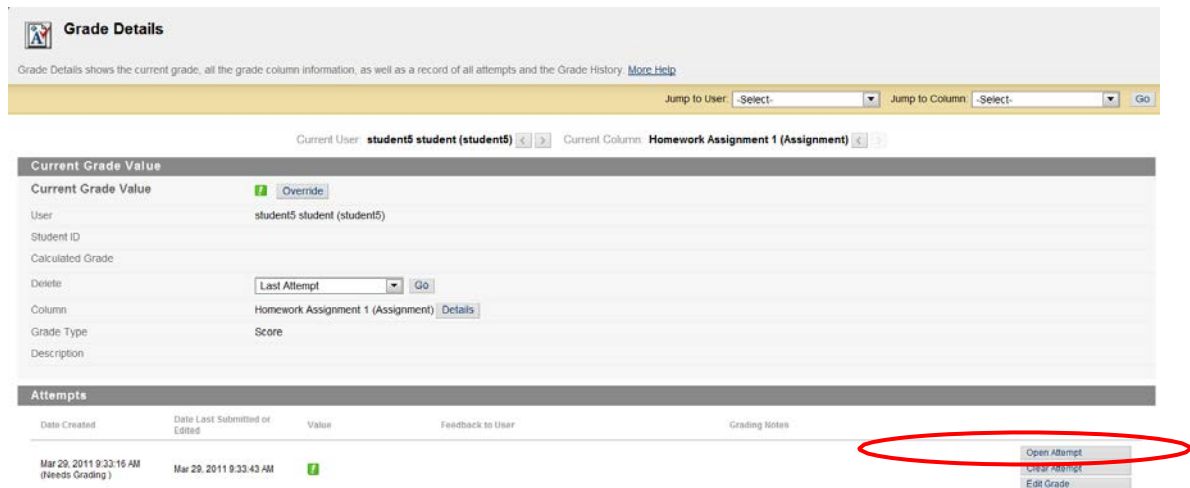 Grade Details
Grade Details shows the current grade, all the grade column information, as well as a record of all attempts and the Grade History. More Help
Jump to User: -Select- Jump to Column: -Select- Go
Current User: student5 student (student5) < > Current Column: Homework Assignment 1 (Assignment) < >
Current Grade Value
Current Grade Value ! Override
User student5 student (student5)
Student ID
Calculated Grade
Delete Last Attempt Go
Column Homework Assignment 1 (Assignment) Details
Grade Type Score
Description
Attempts
Date Created Date Last Submitted or Edited Value Feedback to User Grading Notes
Mar 29, 2011 9:33:16 AM (Needs Grading ) Mar 29, 2011 9:33:43 AM ! Open Attempt
Clear Attempt
Edit Grade